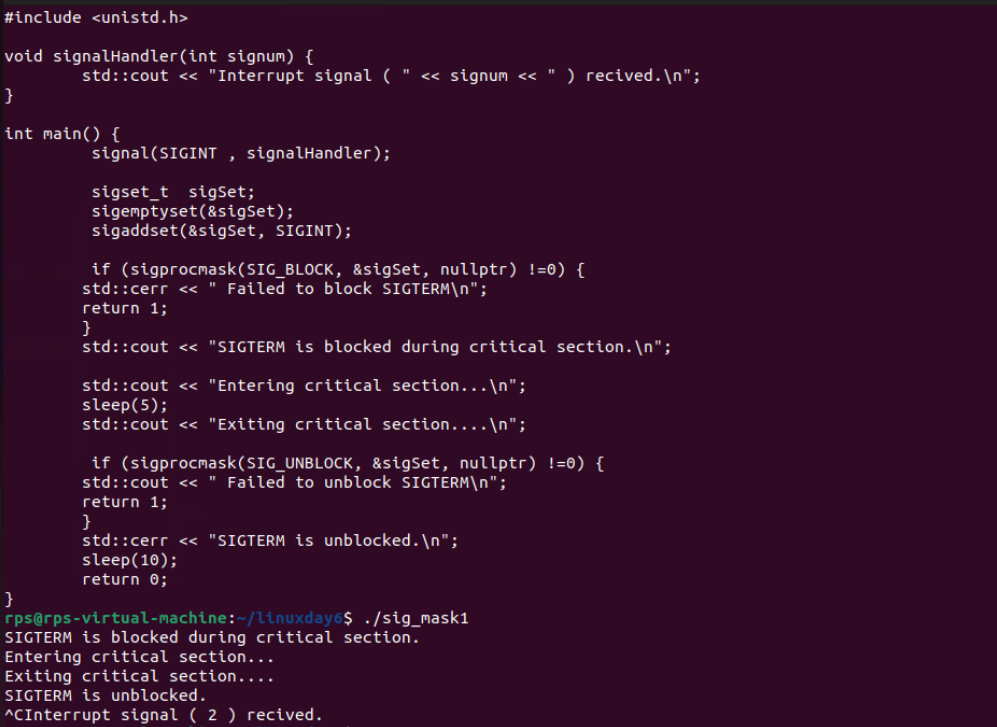 #include <unistd.h>
void signalHandler(int signum) {
std::cout << "Interrupt signal ( " << signum << " ) recived.\n";
}
int main() {
signal(SIGINT , signalHandler);
sigset_t  sigSet;
sigemptyset(&sigSet);
sigaddset(&sigSet, SIGINT);
if (sigprocmask(SIG_BLOCK, &sigSet, nullptr) !=0) {
std::cerr << " Failed to block SIGTERM\n";
return 1;
}
std::cout << "SIGTERM is blocked during critical section.\n";
std::cout << "Entering critical section...\n";
sleep(5);
std::cout << "Exiting critical section....\n";
if (sigprocmask(SIG_UNBLOCK, &sigSet, nullptr) !=0) {
std::cout << " Failed to unblock SIGTERM\n";
return 1;
}
std::cerr << "SIGTERM is unblocked.\n";
sleep(10);
return 0;
}
rps@rps-virtual-machine:~/linuxday6$ ./sig_mask1
SIGTERM is blocked during critical section.
Entering critical section...
Exiting critical section....
SIGTERM is unblocked.
^CInterrupt signal ( 2 ) recived.